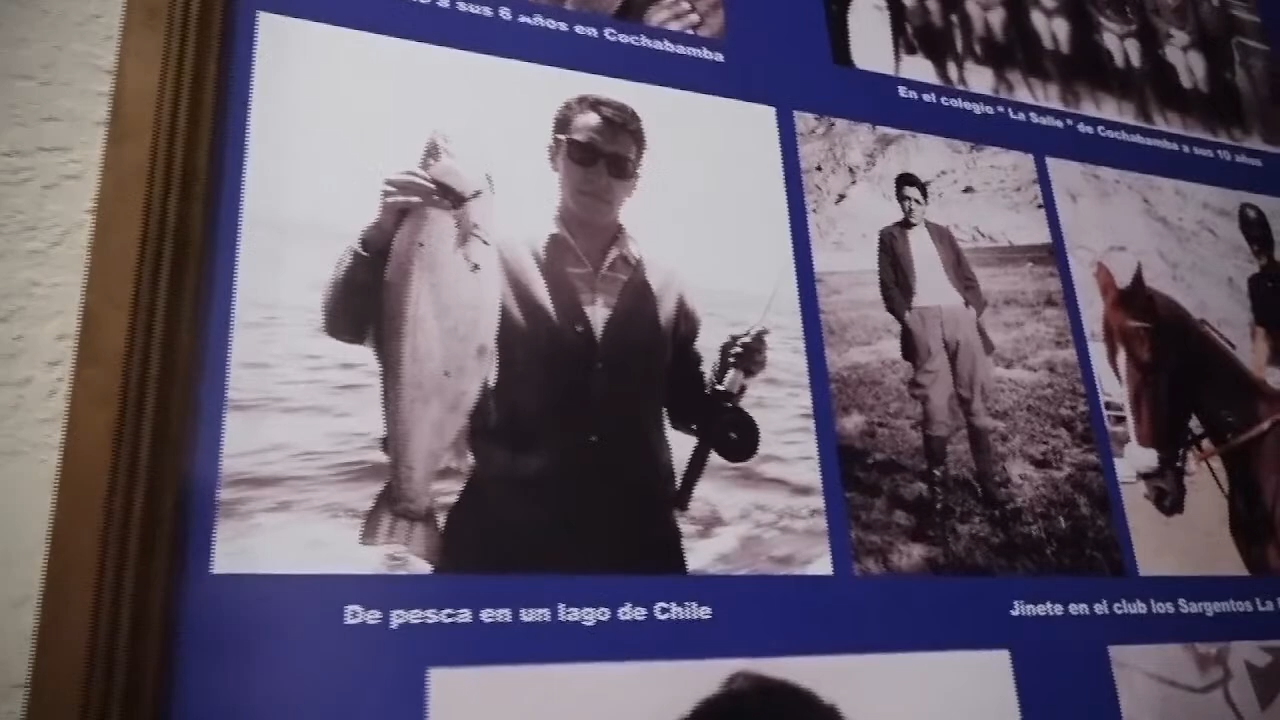 a sus 6 años en Cochabamba
En el colegio " La Salle " de Cochabamba a sus 10 años
De pesca en un lago de Chile
Jinete en el club los Sargentos La